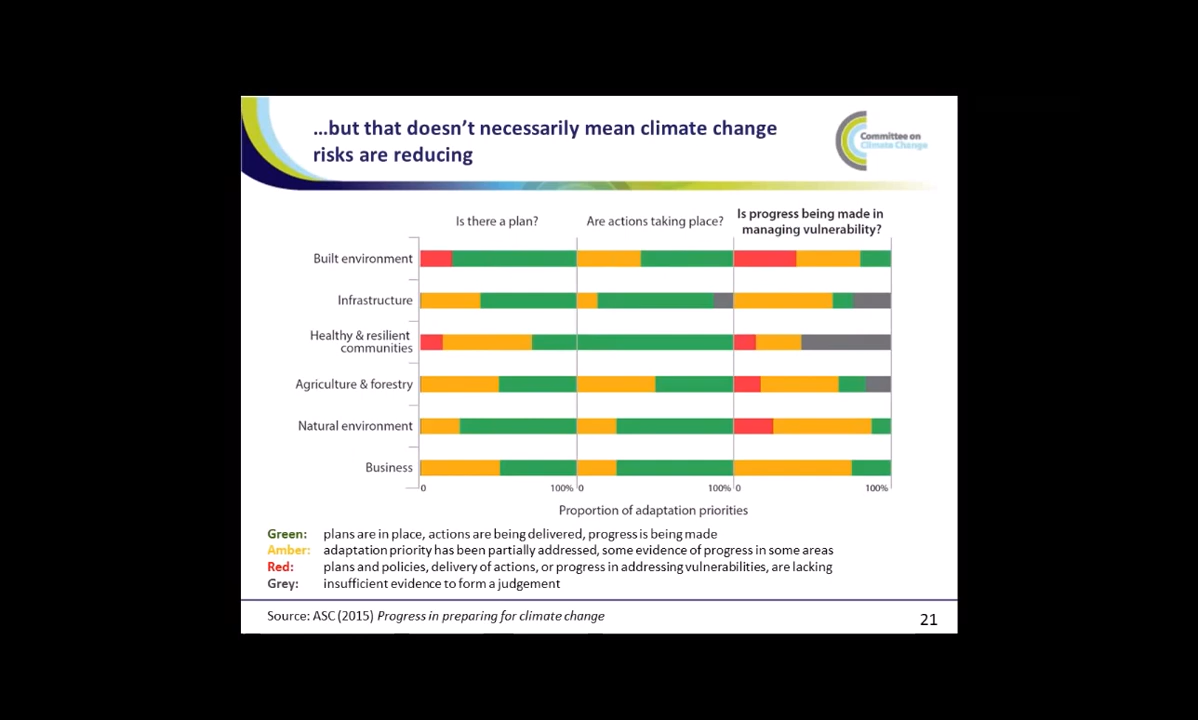 ...but that doesn't necessarily mean climate change
risks are reducing
Committee on
Climate Change
Is there a plan?
Are actions taking place?
Is progress being made in
managing vulnerability?
Built environment
Infrastructure
Healthy & resilient
communities
Agriculture & forestry
Natural environment
Business
0 100% 0 100% 0 100%
Proportion of adaptation priorities
Green: plans are in place, actions are being delivered, progress is being made
Amber: adaptation priority has been partially addressed, some evidence of progress in some areas
Red: plans and policies, delivery of actions, or progress in addressing vulnerabilities, are lacking
Grey: insufficient evidence to form a judgement
Source: ASC (2015) Progress in preparing for climate change
21